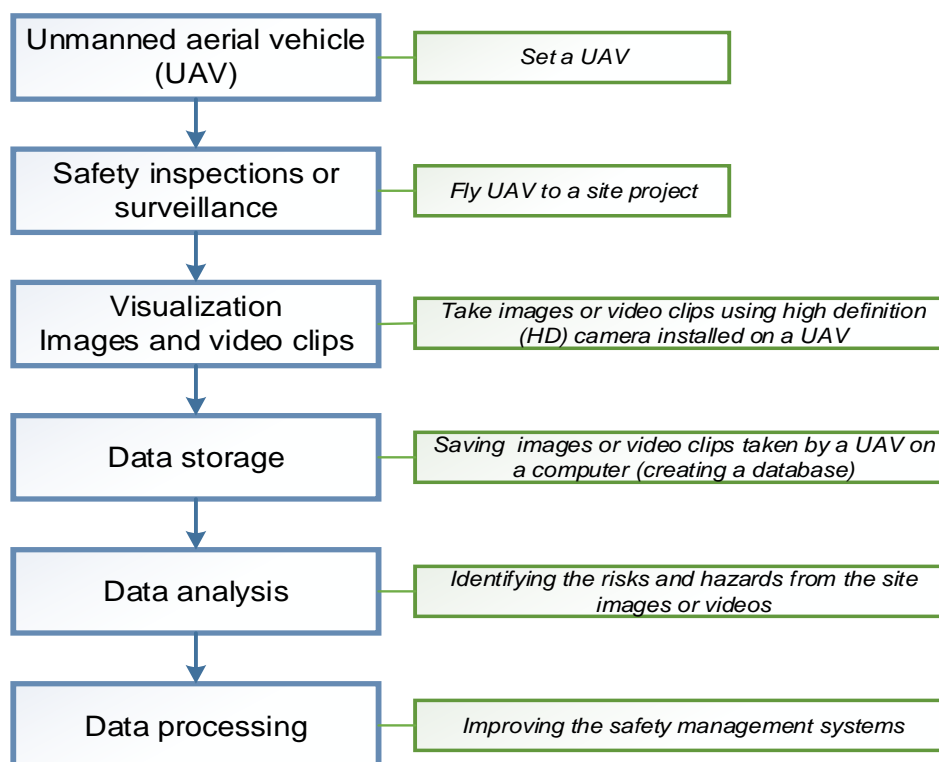 Unmanned aerial vehicle
(UAV)
Set a UAV
Safety inspections or
surveillance
Fly UAV to a site project
Visualization
Images and video clips
Take images or video clips using high definition
(HD) camera installed on a UAV
Data storage
Saving images or video clips taken by a UAV on
a computer (creating a database)
Data analysis
Identifying the risks and hazards from the site
images or videos
Data processing
Improving the safety management systems